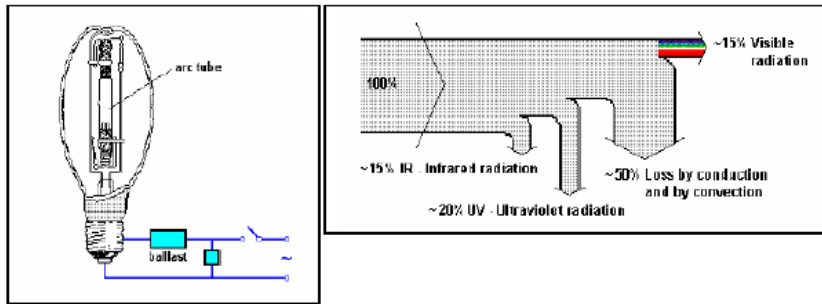 arc tube
ballast
~
100%
~15% Visible
radiation
~15% IR - Infrared radiation
~50% Loss by conduction
and by convection
~20% UV - Ultraviolet radiation